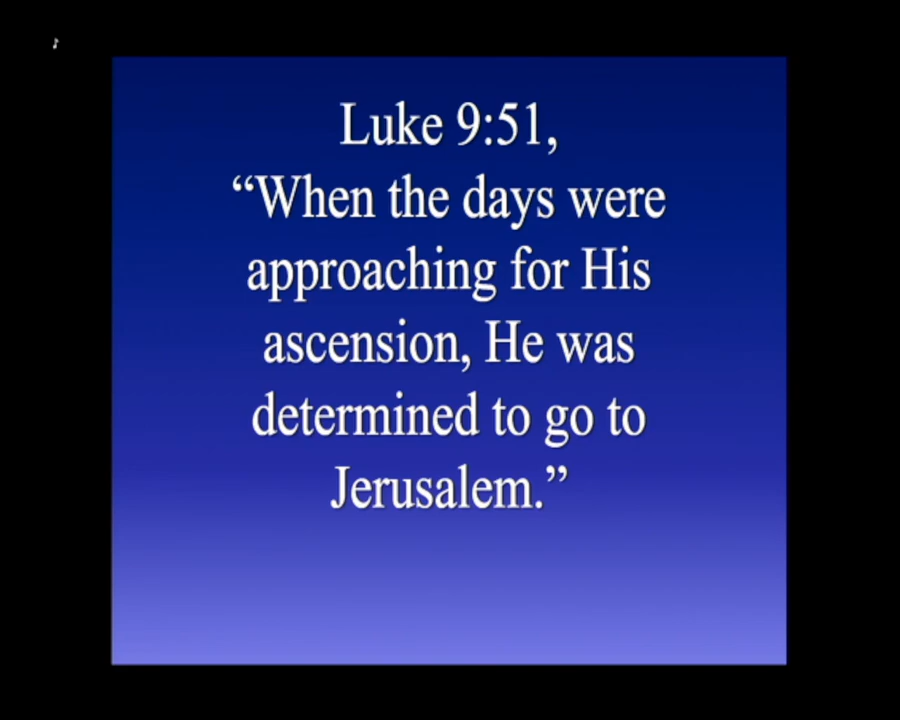 Luke 9:51,
“When the days were
approaching for His
ascension, He was
determined to go to
Jerusalem.”